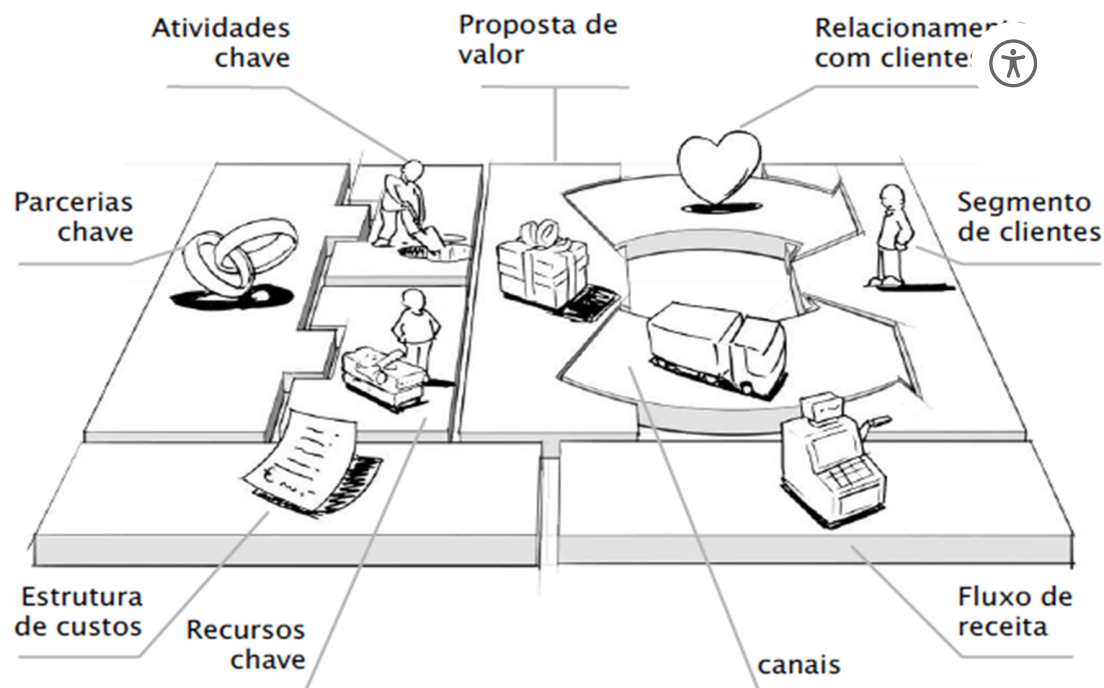 Atividades
chave
Proposta de
valor
com
Parcerias
chave
Segmento
de clientes
Estrutura
de custos
Recursos
chave
canais
Fluxo de
receita